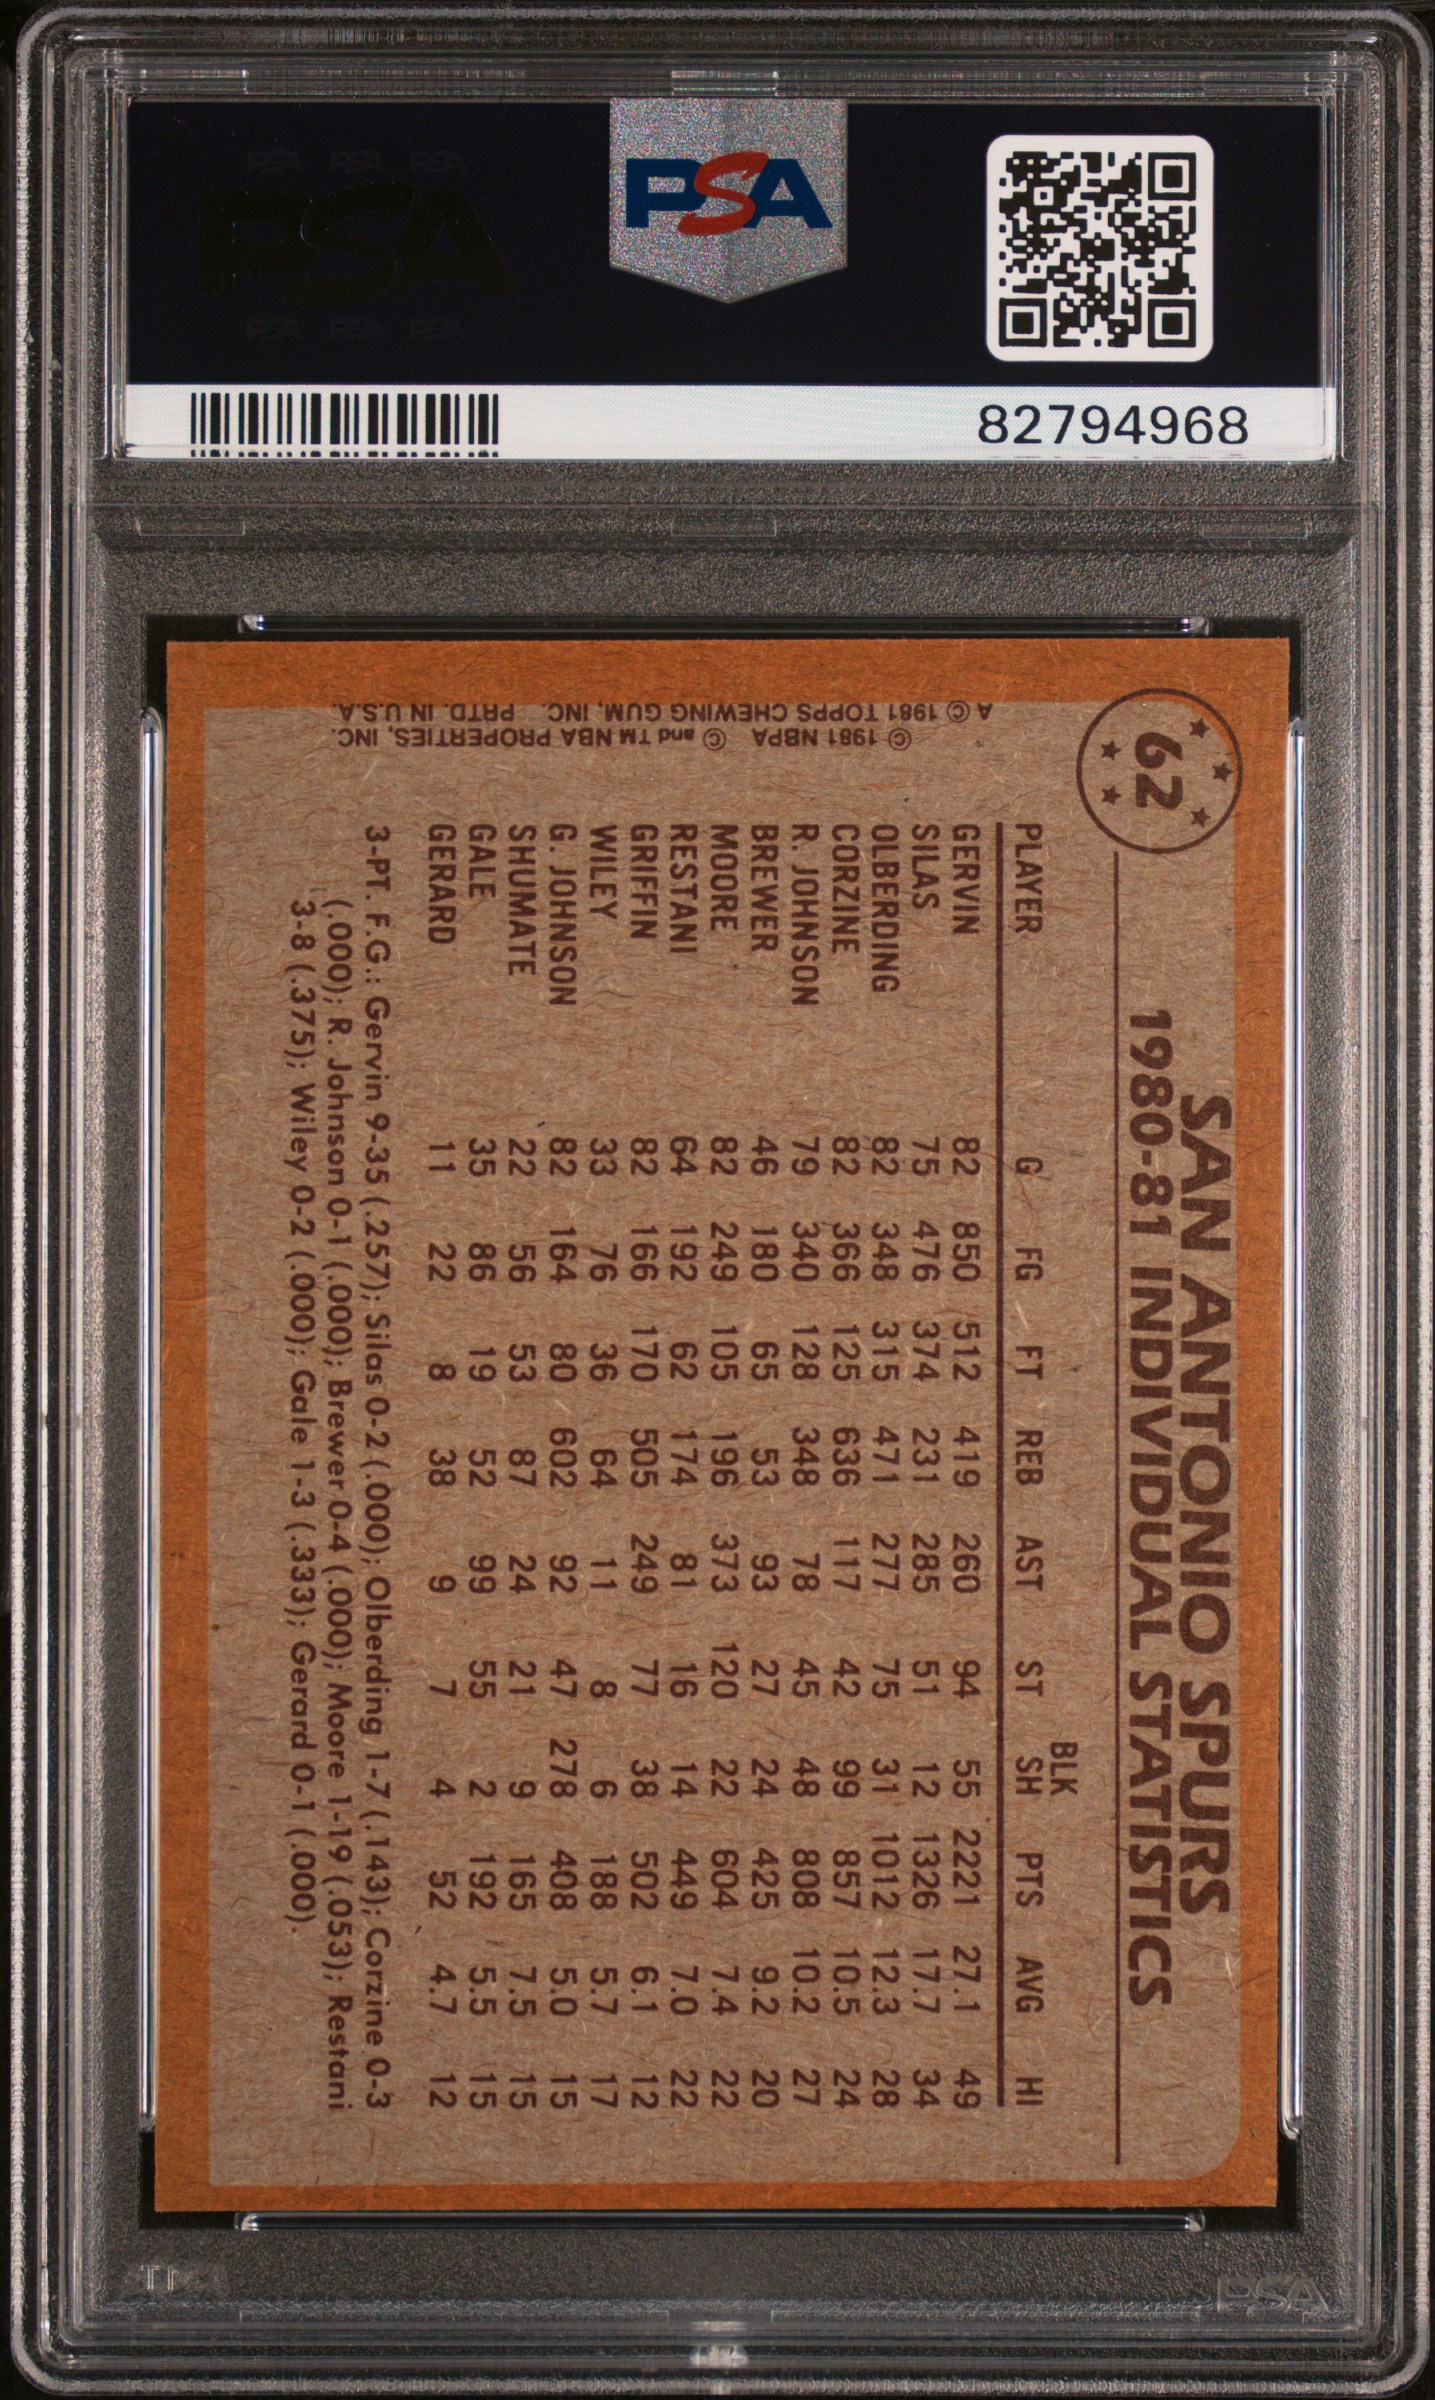 PSA PSA PSA
PSA
PSA PSA PSA
PSA
82794968
62
SAN ANTONIO SPURS
1980-81 INDIVIDUAL STATISTICS
BLK
PLAYER G FG FT REB AST ST SH PTS AVG HI
GERVIN 82 850 512 419 260 94 55 2221 27.1 49
SILAS 75 476 374 231 285 51 12 1326 17.7 34
OLBERDING 82 348 315 471 277 75 31 1012 12.3 28
CORZINE 82 366 125 636 117 42 99 857 10.5 24
R. JOHNSON 79 340 128 348 78 45 48 808 10.2 27
BREWER 46 180 65 53 93 27 24 425 9.2 20
MOORE 82 249 105 196 373 120 22 604 7.4 22
RESTANI 64 192 62 174 81 16 14 449 7.0 22
GRIFFIN 82 166 170 505 249 77 38 502 6.1 12
WILEY 33 76 36 64 11 8 6 188 5.7 17
G. JOHNSON 82 164 80 602 92 47 278 408 5.0 15
SHUMATE 22 56 53 87 24 21 9 165 7.5 15
GALE 35 86 19 52 99 55 2 192 5.5 15
GERARD 11 22 8 38 9 7 4 52 4.7 12
3-PT. F.G.: Gervin 9-35 (.257); Silas 0-2 (.000); Olberding 1-7 (.143); Corzine 0-3
(.000); R. Johnson 0-1 (.000); Brewer 0-4 (.000); Moore 1-19 (.053); Restani
3-8 (.375); Wiley 0-2 (.000); Gale 1-3 (.333); Gerard 0-1 (.000).
© 1981 NBPA © and TM NBA PROPERTIES, INC.
A © 1981 TOPPS CHEWING GUM, INC. PRTD. IN U.S.A.
PSA